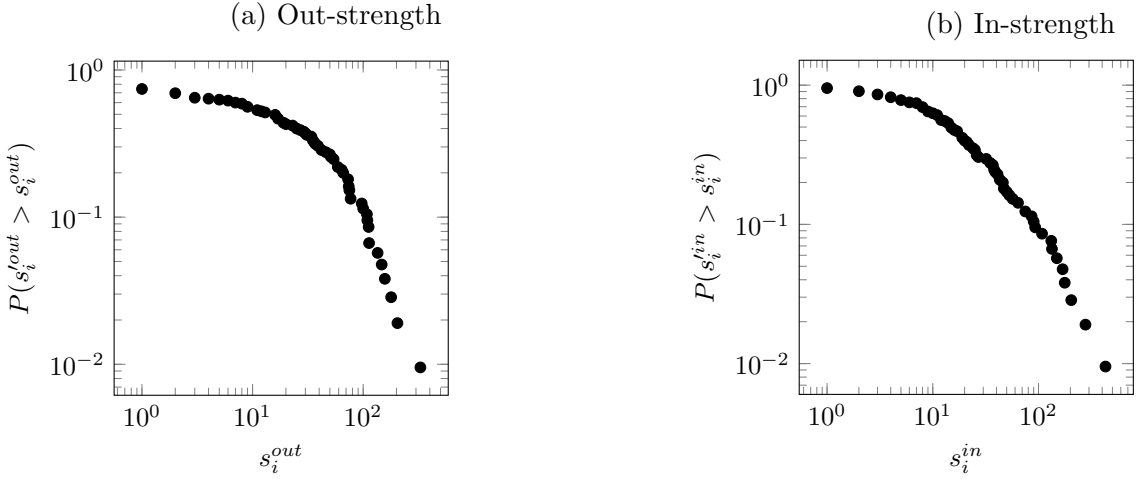 (a) Out-strength
10^0
10^{-1}
10^{-2}
10^0 10^1 10^2
s_i^{out}
P(s_i'^{out} > s_i^{out})
(b) In-strength
10^0
10^{-1}
10^{-2}
10^0 10^1 10^2
s_i^{in}
P(s_i'^{in} > s_i^{in})